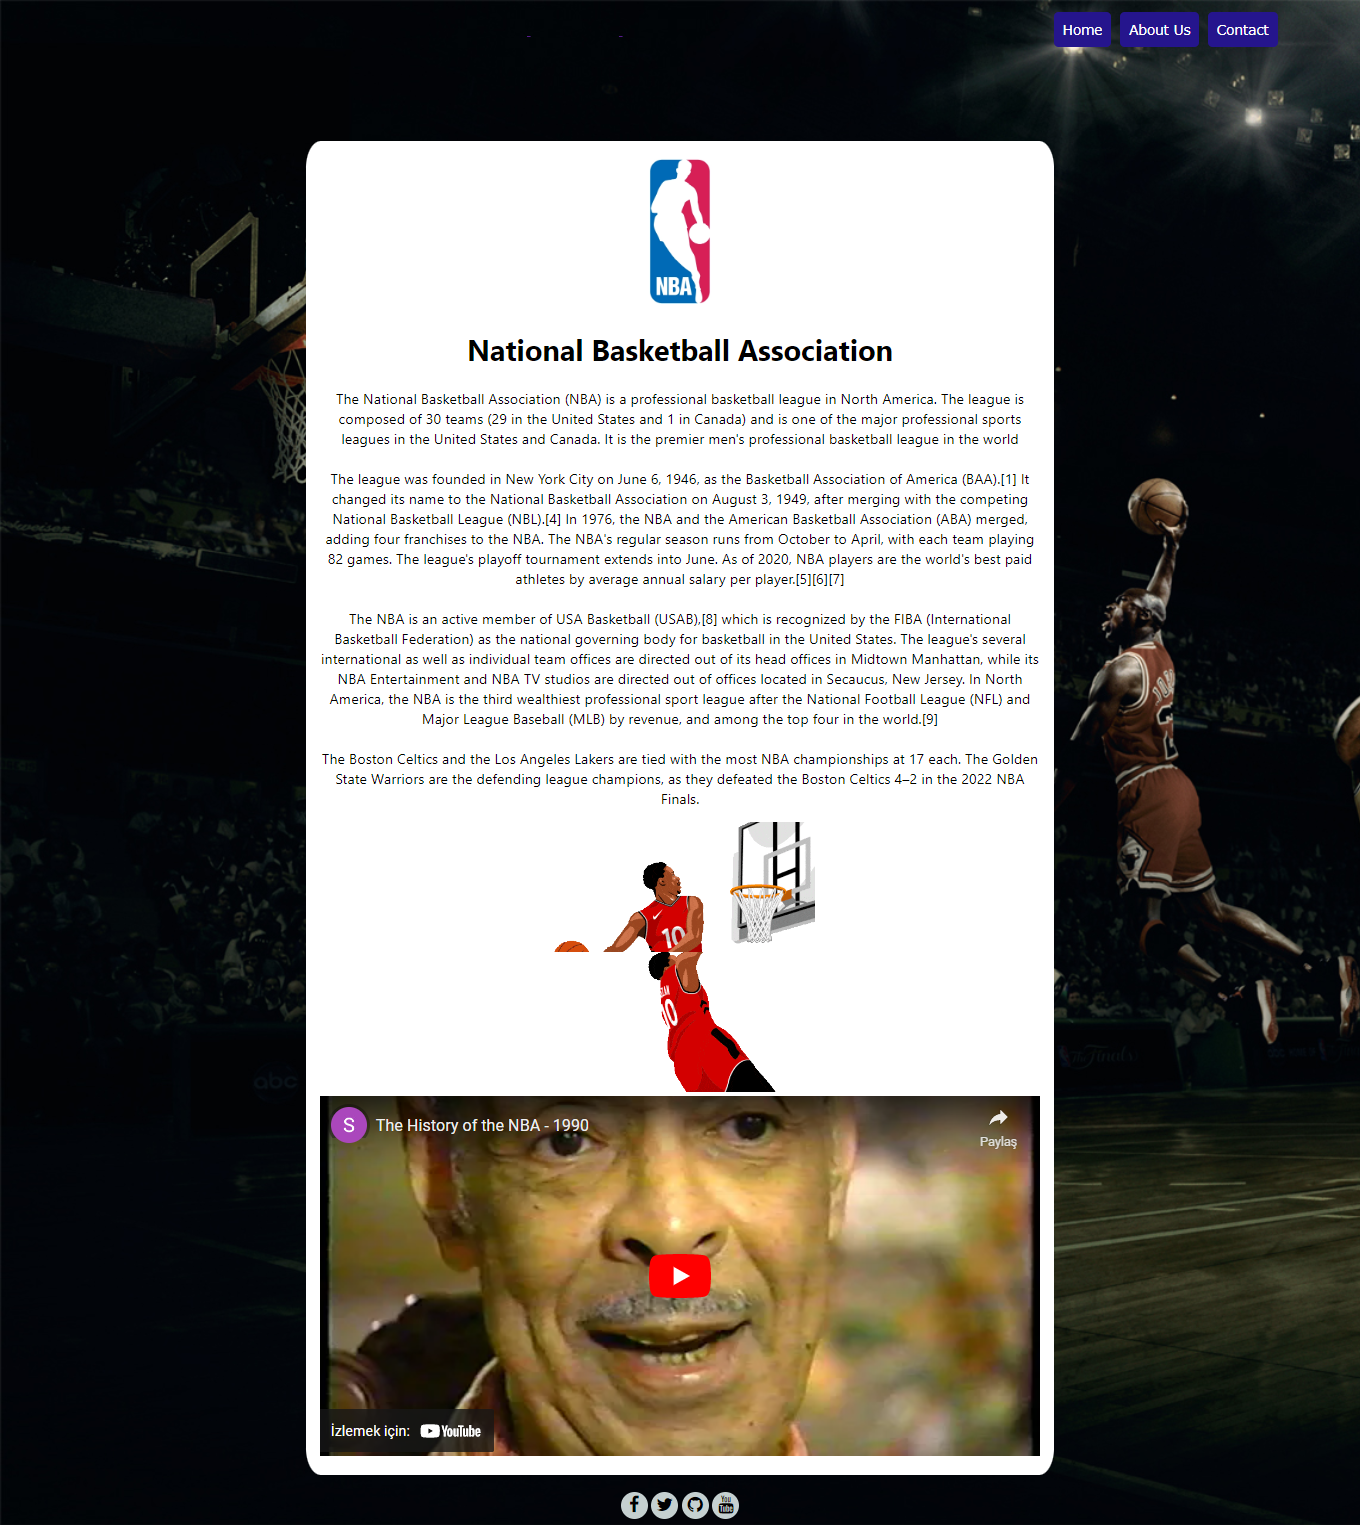 Home About Us Contact
NBA
National Basketball Association
The National Basketball Association (NBA) is a professional basketball league in North America. The league is
composed of 30 teams (29 in the United States and 1 in Canada) and is one of the major professional sports
leagues in the United States and Canada. It is the premier men's professional basketball league in the world
The league was founded in New York City on June 6, 1946, as the Basketball Association of America (BAA).[1] It
changed its name to the National Basketball Association on August 3, 1949, after merging with the competing
National Basketball League (NBL).[4] In 1976, the NBA and the American Basketball Association (ABA) merged,
adding four franchises to the NBA. The NBA's regular season runs from October to April, with each team playing
82 games. The league's playoff tournament extends into June. As of 2020, NBA players are the world's best paid
athletes by average annual salary per player.[5][6][7]
The NBA is an active member of USA Basketball (USAB),[8] which is recognized by the FIBA (International
Basketball Federation) as the national governing body for basketball in the United States. The league's several
international as well as individual team offices are directed out of its head offices in Midtown Manhattan, while its
NBA Entertainment and NBA TV studios are directed out of offices located in Secaucus, New Jersey. In North
America, the NBA is the third wealthiest professional sport league after the National Football League (NFL) and
Major League Baseball (MLB) by revenue, and among the top four in the world.[9]
The Boston Celtics and the Los Angeles Lakers are tied with the most NBA championships at 17 each. The Golden
State Warriors are the defending league champions, as they defeated the Boston Celtics 4–2 in the 2022 NBA
Finals.
10
abc
The Finals
S The History of the NBA - 1990
Paylaş
İzlemek için: YouTube
You
Tube